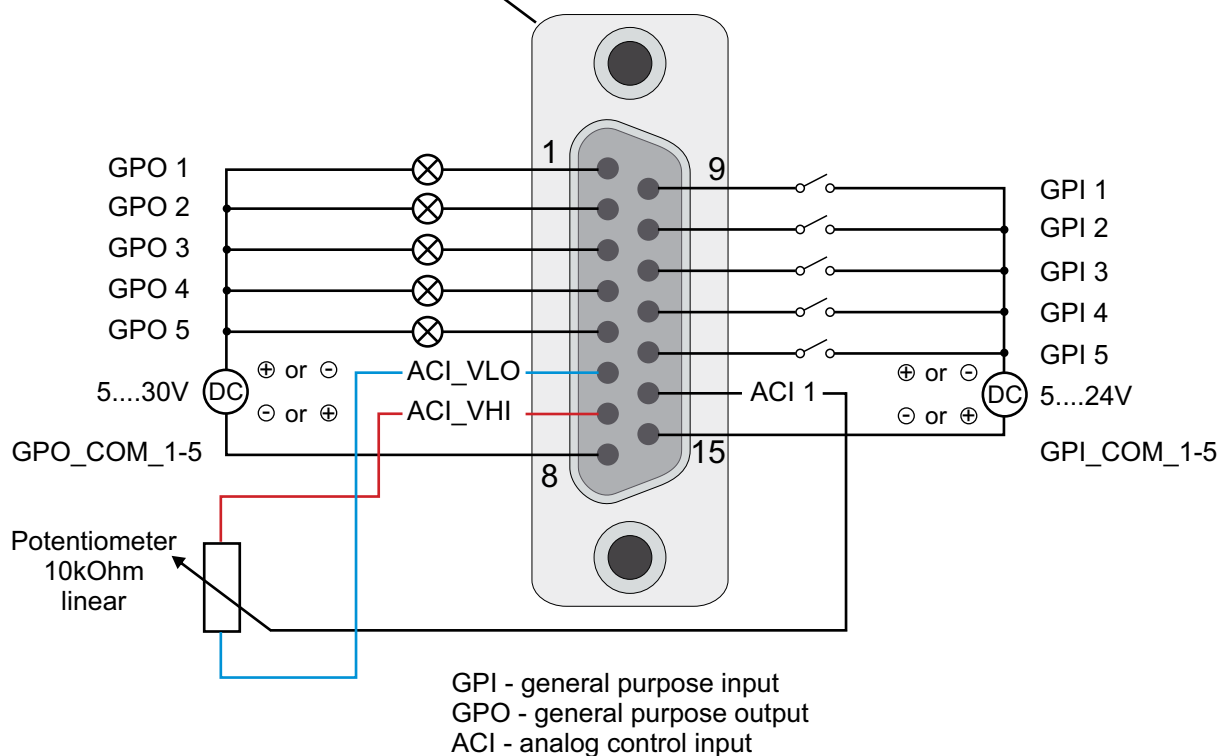 1
9
GPO 1
GPO 2
GPO 3
GPO 4
GPO 5
GPI 1
GPI 2
GPI 3
GPI 4
GPI 5
⊕ or ⊖
ACI_VLO
5....30V
DC
⊖ or ⊕
ACI_VHI
ACI 1
⊕ or ⊖
DC
5....24V
⊖ or ⊕
GPO_COM_1-5
8
15
GPI_COM_1-5
Potentiometer
10kOhm
linear
GPI - general purpose input
GPO - general purpose output
ACI - analog control input